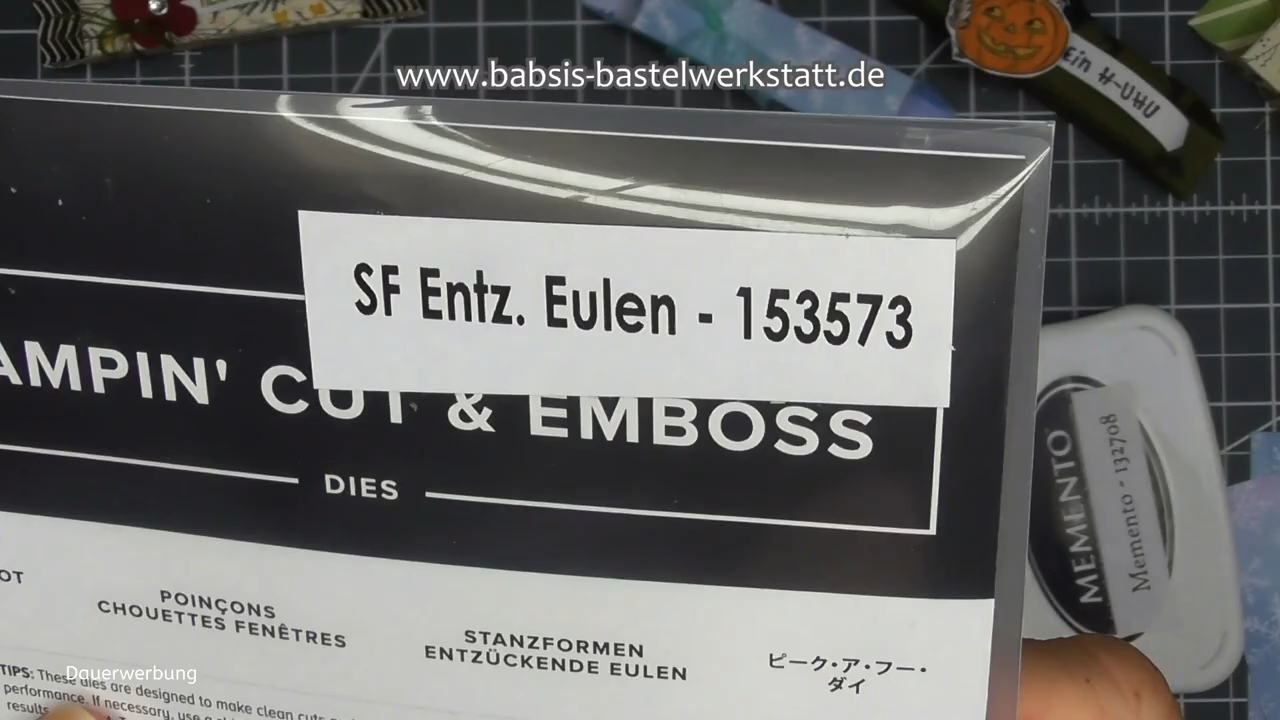 www.babsis-bastelwerkstatt.de
Ein H-UHU
SF Entz. Eulen - 153573
AMPIN' CUT & EMBOSS
DIES
MEMENTO
Memento - 132708
OT
POINÇONS
CHOUETTES FENÊTRES
STANZFORMEN
ENTZÜCKENDE EULEN
ピーク・ア・フー・
ダイ
Dauerwerbung
TIPS: These dies are designed to make clean cuts
performance. If necessary, use a
results